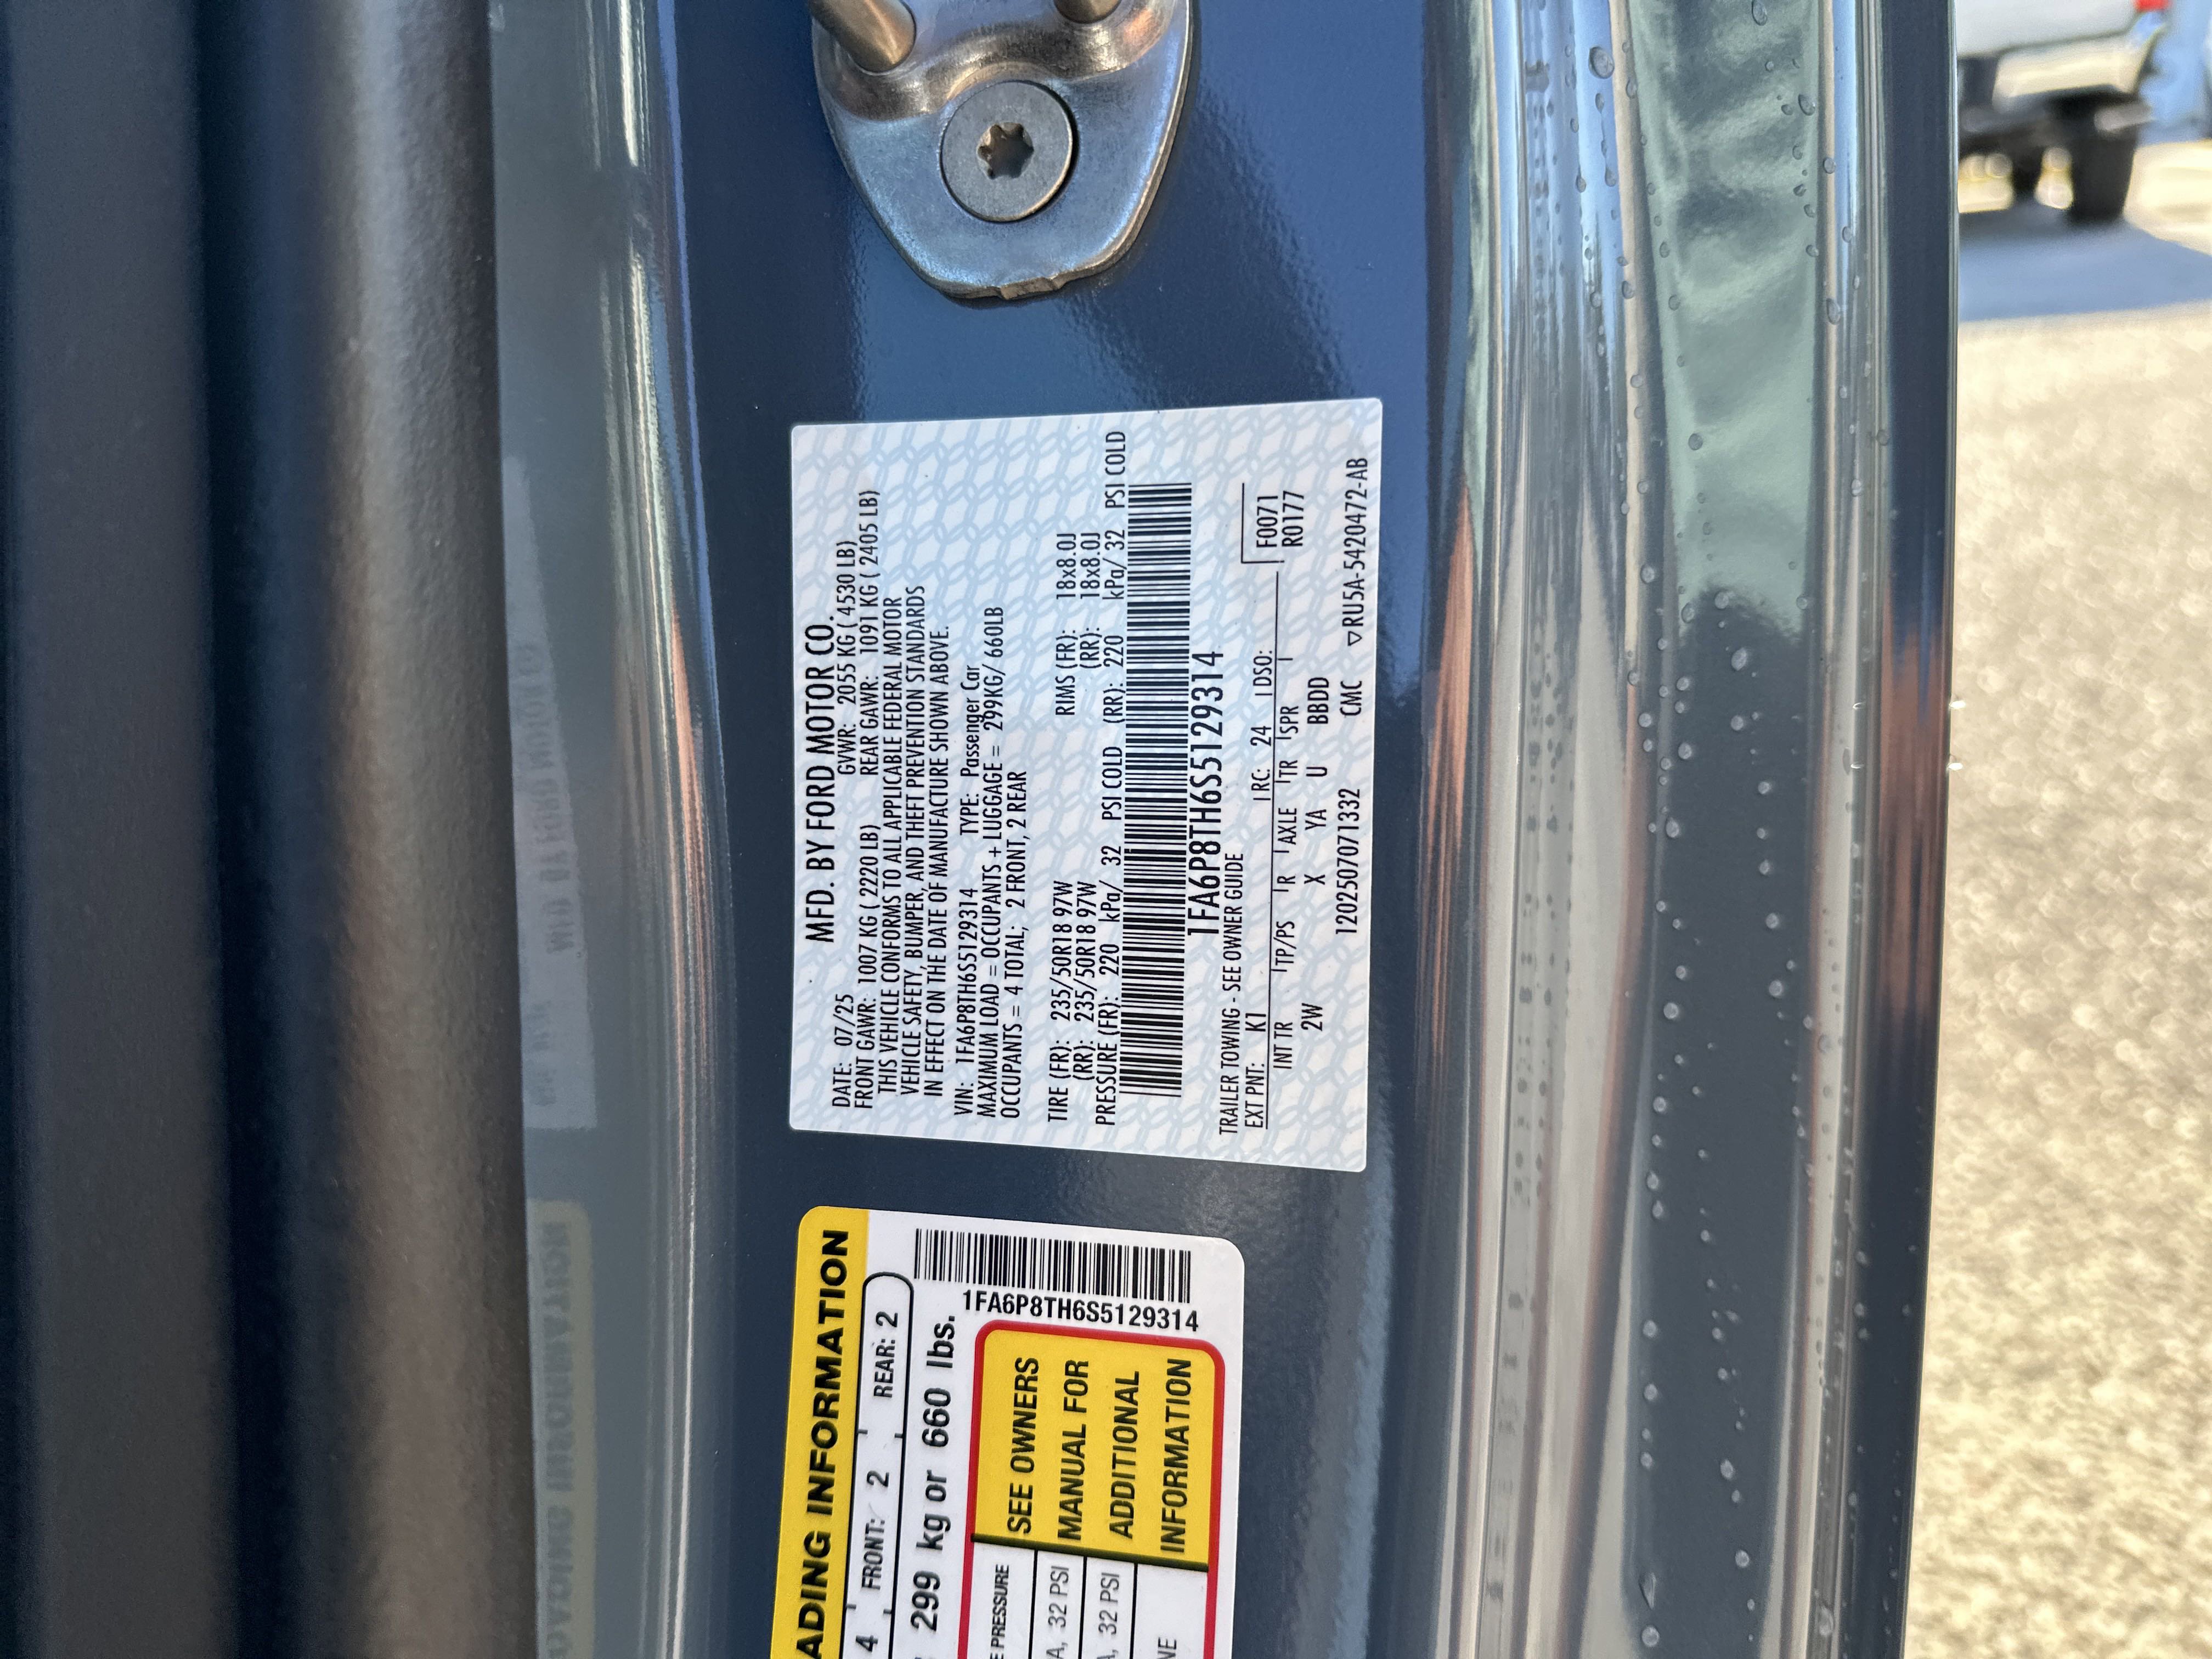 MFD. BY FORD MOTOR CO.
DATE: 07/25 GVWR: 2055 KG ( 4530 LB)
FRONT GAWR: 1007 KG ( 2220 LB) REAR GAWR: 1091 KG ( 2405 LB)
THIS VEHICLE CONFORMS TO ALL APPLICABLE FEDERAL MOTOR
VEHICLE SAFETY, BUMPER, AND THEFT PREVENTION STANDARDS
IN EFFECT ON THE DATE OF MANUFACTURE SHOWN ABOVE.
VIN: 1FA6P8TH6S5129314 TYPE: Passenger Car
MAXIMUM LOAD = OCCUPANTS + LUGGAGE = 299KG/ 660LB
OCCUPANTS = 4 TOTAL; 2 FRONT, 2 REAR
TIRE (FR): 235/50R18 97W RIMS (FR): 18x8.0J
(RR): 235/50R18 97W (RR): 18x8.0J
PRESSURE (FR): 220 kPa/ 32 PSI COLD (RR): 220 kPa/ 32 PSI COLD
1FA6P8TH6S5129314
TRAILER TOWING - SEE OWNER GUIDE
EXT PNT: K1 RC: 24 DSO: F0071
INT TR TP/PS R AXLE TR SPR R0177
2W X YA U BBDD
120250707‌1332 CMC ▽RU5A-5420472-AB
ADING INFORMATION
4 FRONT: 2 REAR: 2
299 kg or 660 lbs.
1FA6P8TH6S5129314
E PRESSURE
A, 32 PSI
A, 32 PSI
NE
SEE OWNERS
MANUAL FOR
ADDITIONAL
INFORMATION